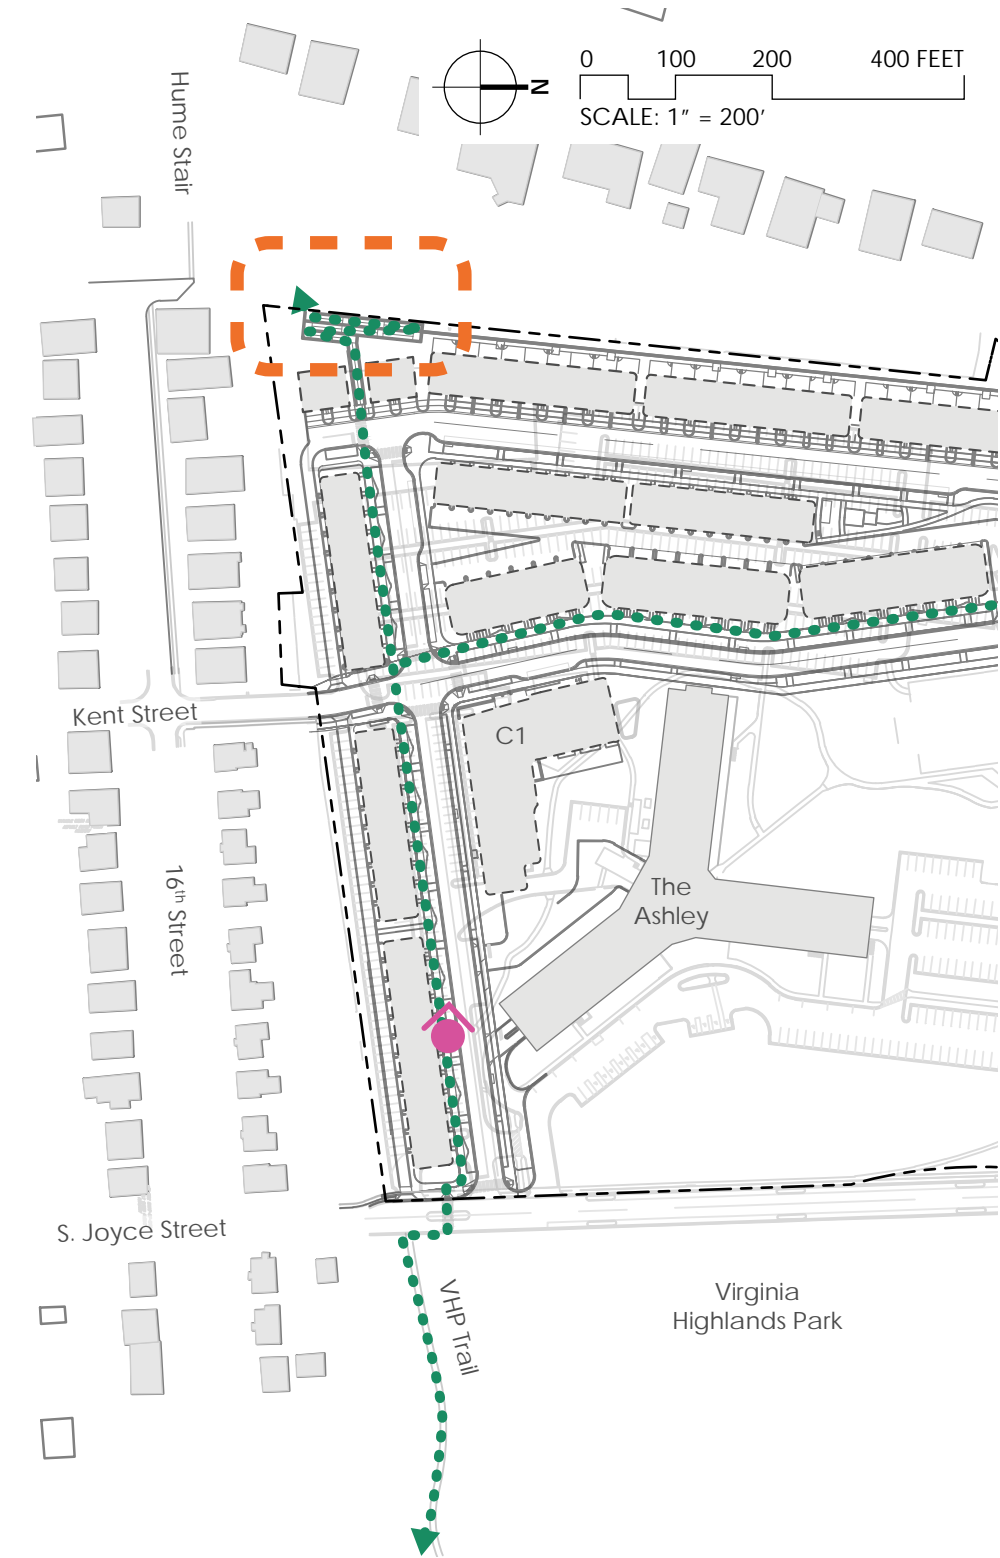 0 100 200 400 FEET
SCALE: 1” = 200’
N
Hume Stair
Kent Street
C1
16th Street
The
Ashley
S. Joyce Street
VHP Trail
Virginia
Highlands Park